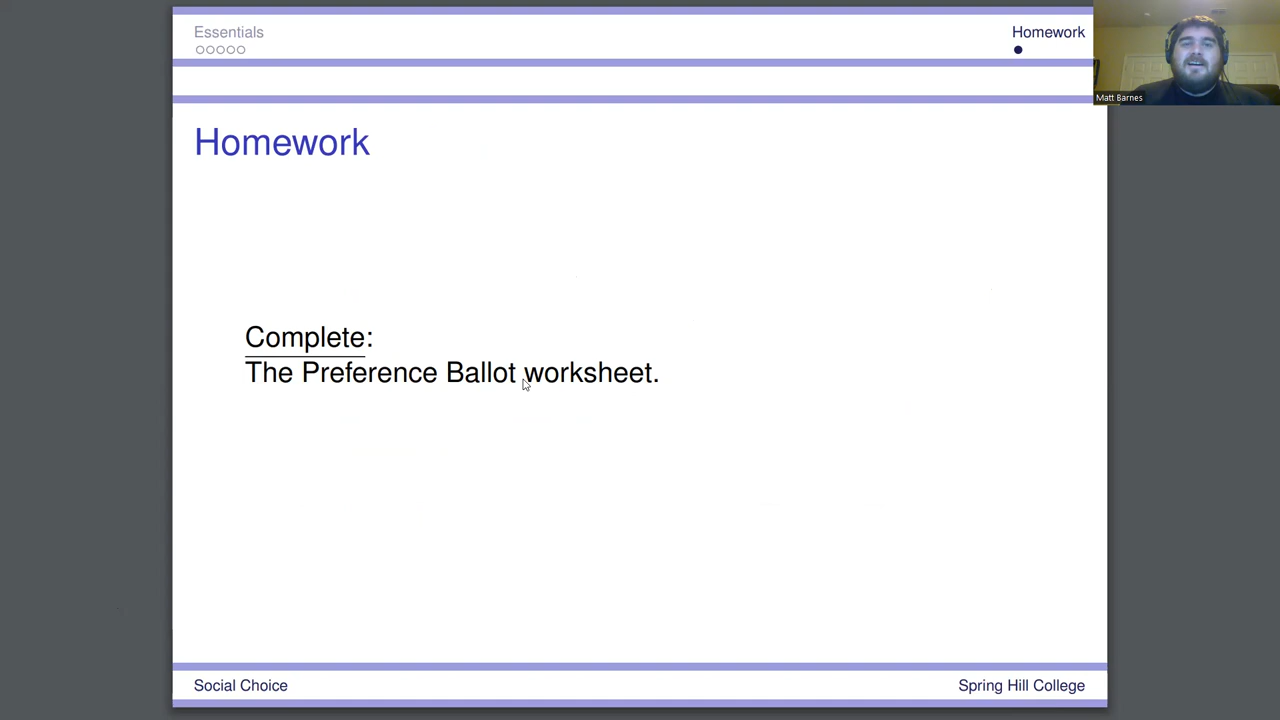 Essentials
Homework
Matt Barnes
Homework
Complete:
The Preference Ballot worksheet.
Social Choice
Spring Hill College